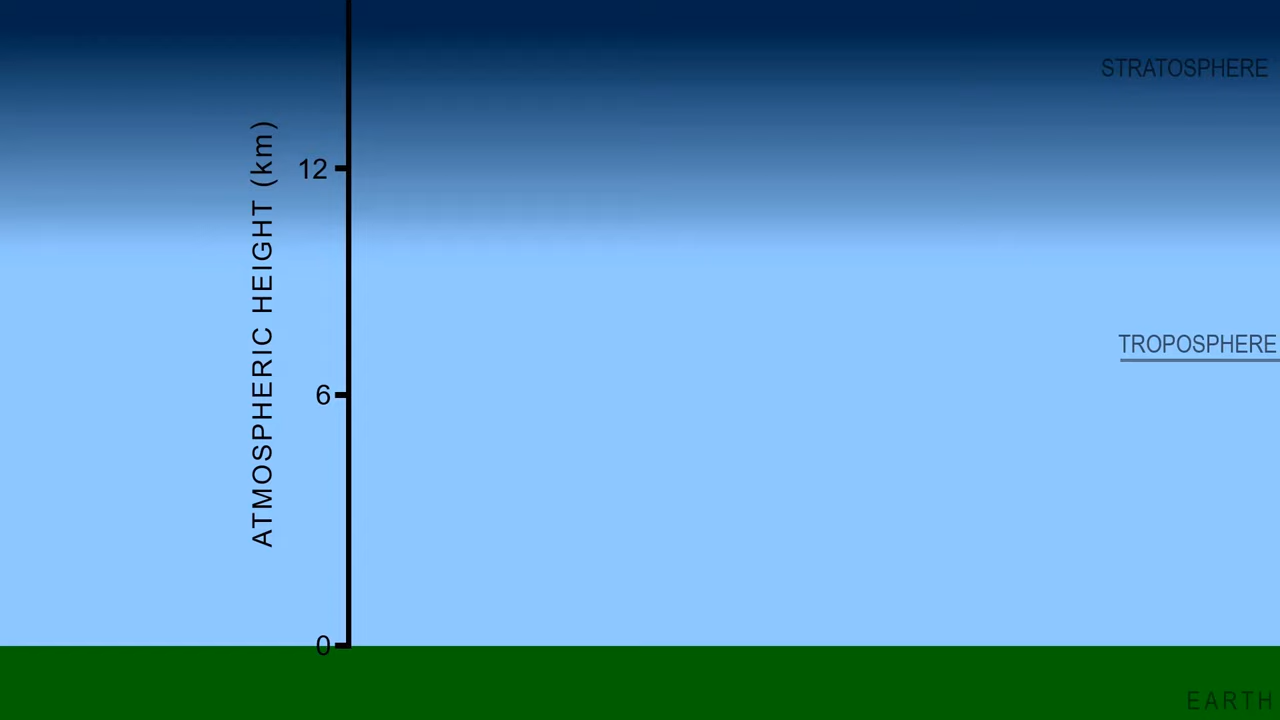 STRATOSPHERE
ATMOSPHERIC HEIGHT (km)
12
TROPOSPHERE
6
0
EARTH